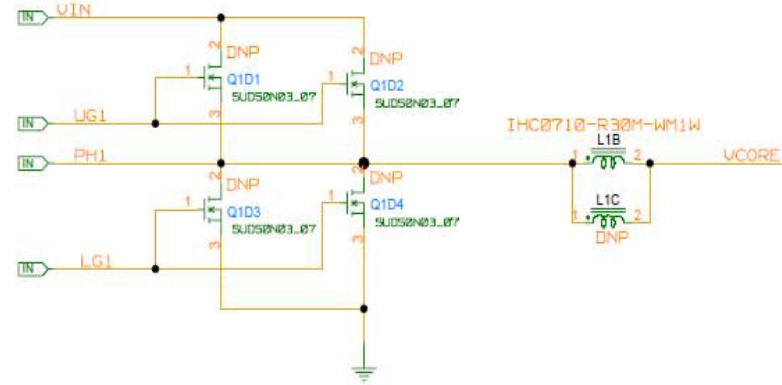 IN VIN
2 DNP
1 Q1D1
SUD50N03_07
3
2 DNP
1 Q1D2
SUD50N03_07
3
IN UG1
IHC0710-R30M-WM1W
L1B
1 2
VCORE
IN PH1
2 DNP
1 Q1D3
SUD50N03_07
3
2 DNP
1 Q1D4
SUD50N03_07
3
L1C
1 2
DNP
IN LG1